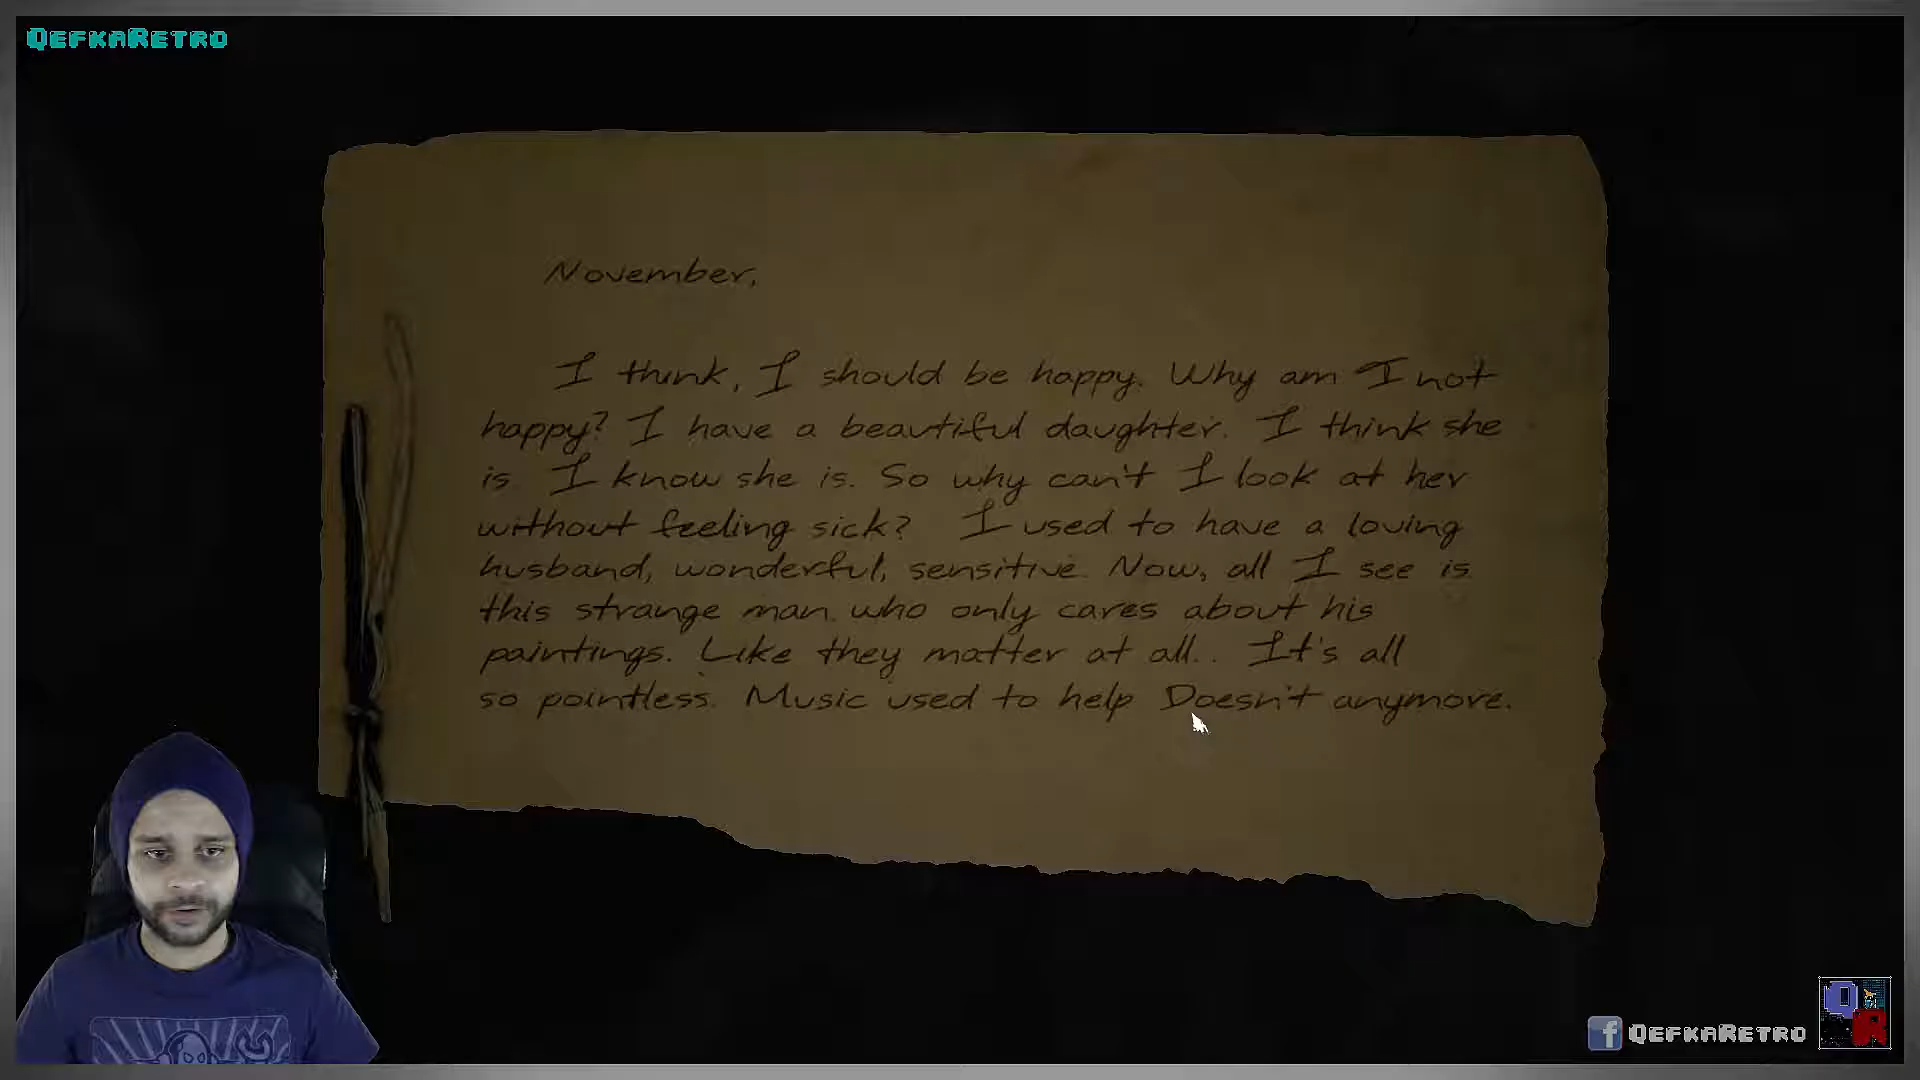 QEFKARETRO
November,
I think, I should be happy. Why am I not
happy? I have a beautiful daughter. I think she
is. I know she is. So why can't I look at her
without feeling sick? I used to have a loving
husband, wonderful, sensitive. Now, all I see is
this strange man who only cares about his
paintings. Like they matter at all.. It's all
so pointless. Music used to help Doesn't anymore.
f QEFKARETRO
Q
R